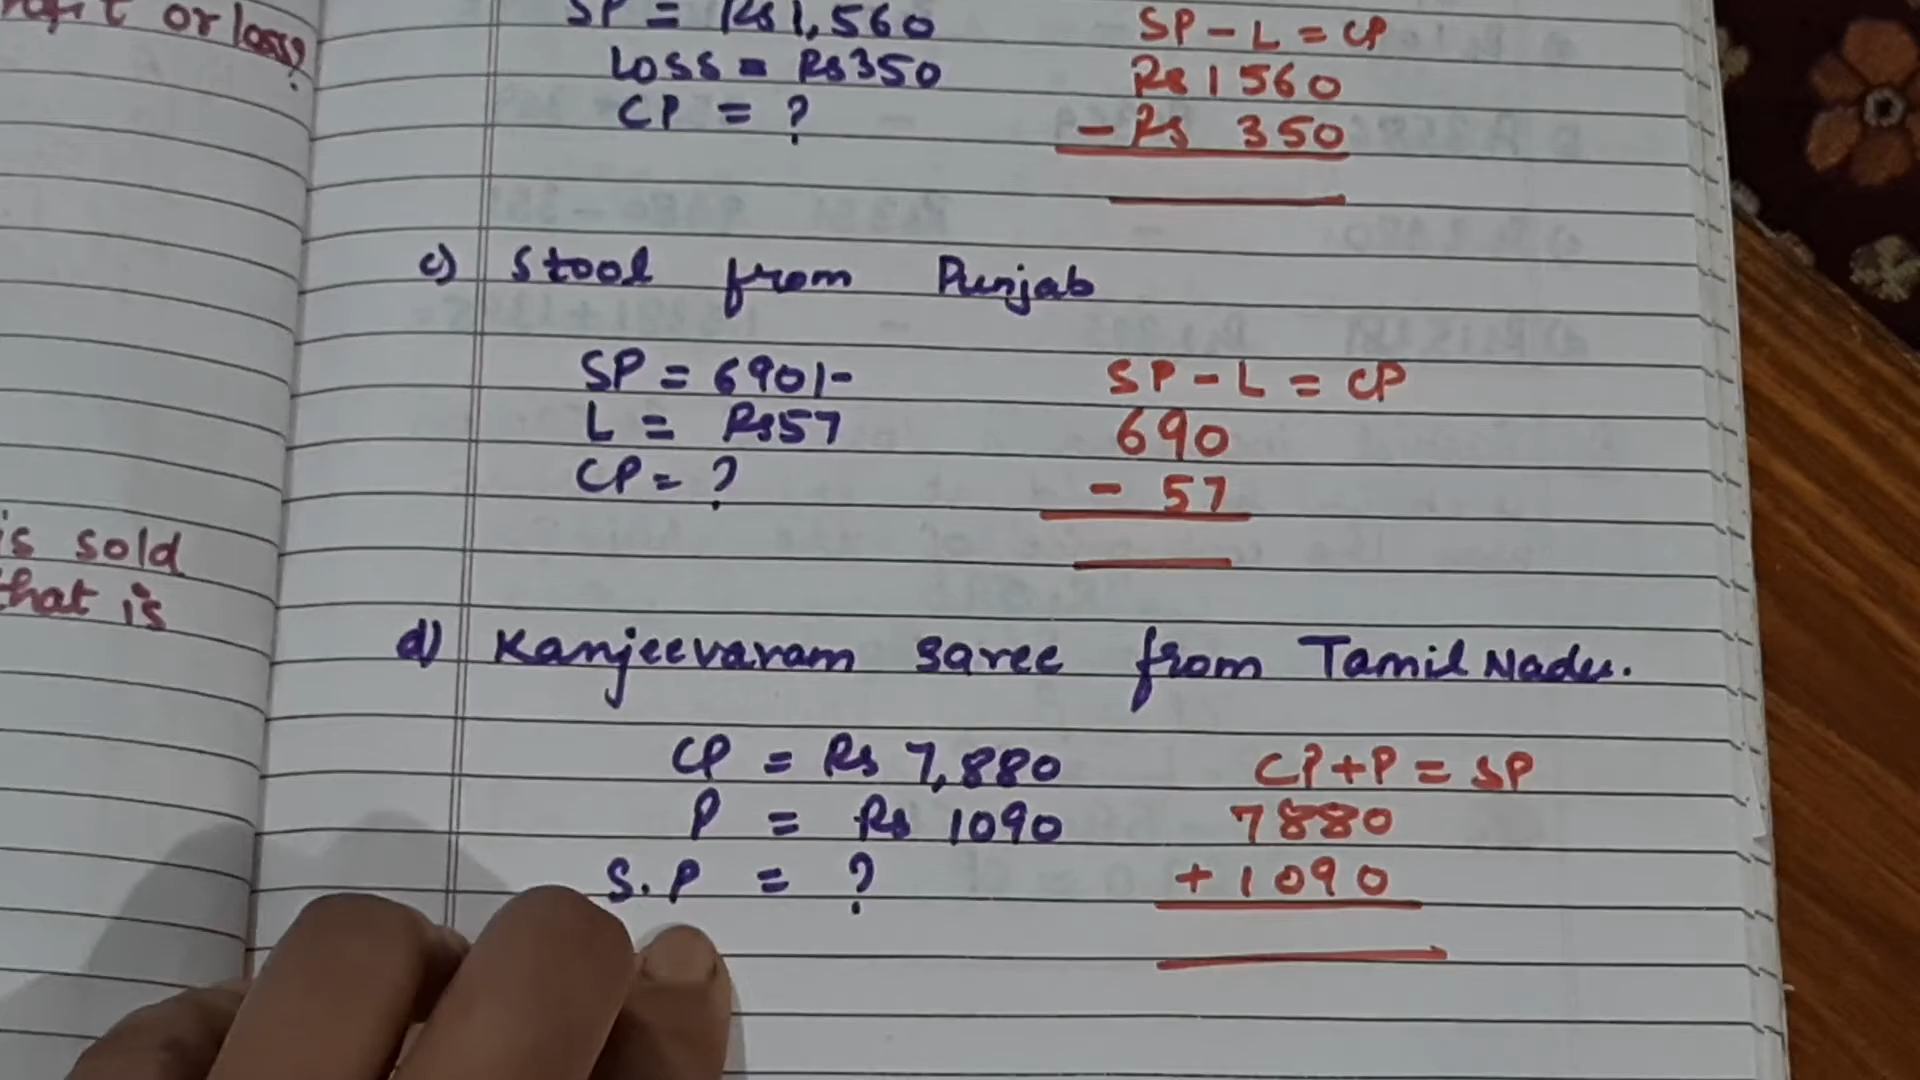 or loss?
SP = Rs 1,560
Loss = Rs 350
CP = ?
SP - L = CP
Rs 1560
- Rs 350
c) Stool from Punjab
SP = 690/-
L = Rs 57
CP = ?
SP - L = CP
690
- 57
is sold
that is
d) Kanjeevaram saree from Tamil Nadu.
CP = Rs 7,880
P = Rs 1090
S.P = ?
CP + P = SP
7880
+ 1090